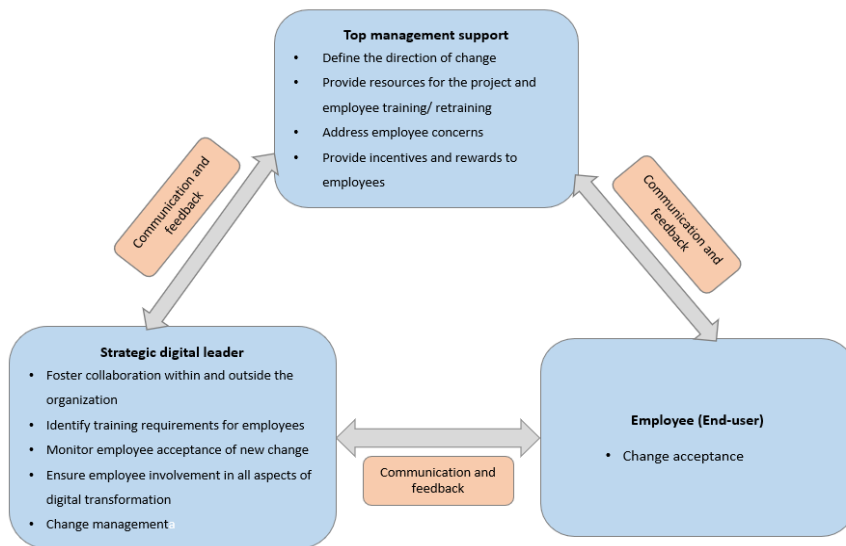 Top management support
• Define the direction of change
• Provide resources for the project and
employee training/ retraining
• Address employee concerns
• Provide incentives and rewards to
employees
Communication and
feedback
Communication and
feedback
Strategic digital leader
• Foster collaboration within and outside the
organization
• Identify training requirements for employees
• Monitor employee acceptance of new change
• Ensure employee involvement in all aspects of
digital transformation
• Change managementa
Communication and
feedback
Employee (End-user)
• Change acceptance